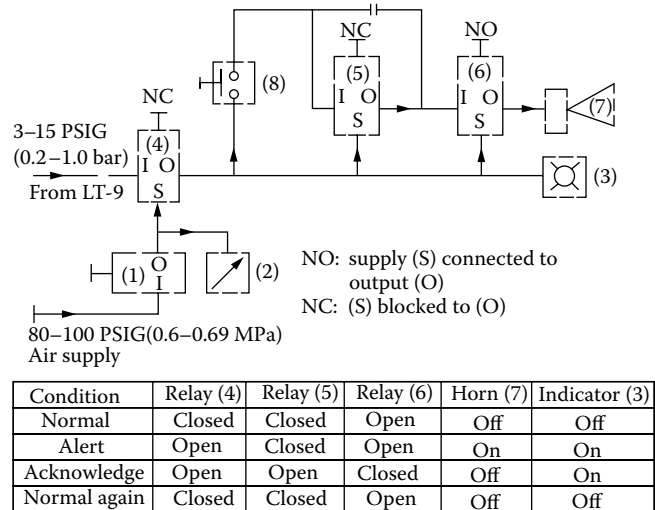 NC
NO
(8)
(5)
(6)
I O
S
I O
S
(7)
NC
3–15 PSIG
(0.2–1.0 bar)
From LT-9
(4)
I O
S
(3)
(1)
O
I
(2)
NO: supply (S) connected to
output (O)
NC: (S) blocked to (O)
80–100 PSIG(0.6–0.69 MPa)
Air supply
Condition Relay (4) Relay (5) Relay (6) Horn (7) Indicator (3)
Normal Closed Closed Open Off Off
Alert Open Closed Open On On
Acknowledge Open Open Closed Off On
Normal again Closed Closed Open Off Off